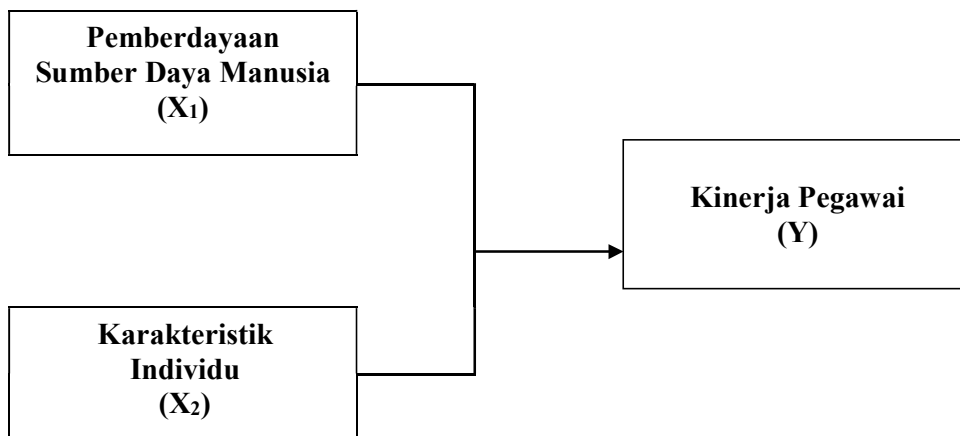 Pemberdayaan
Sumber Daya Manusia
(X₁)
Kinerja Pegawai
(Y)
Karakteristik
Individu
(X₂)